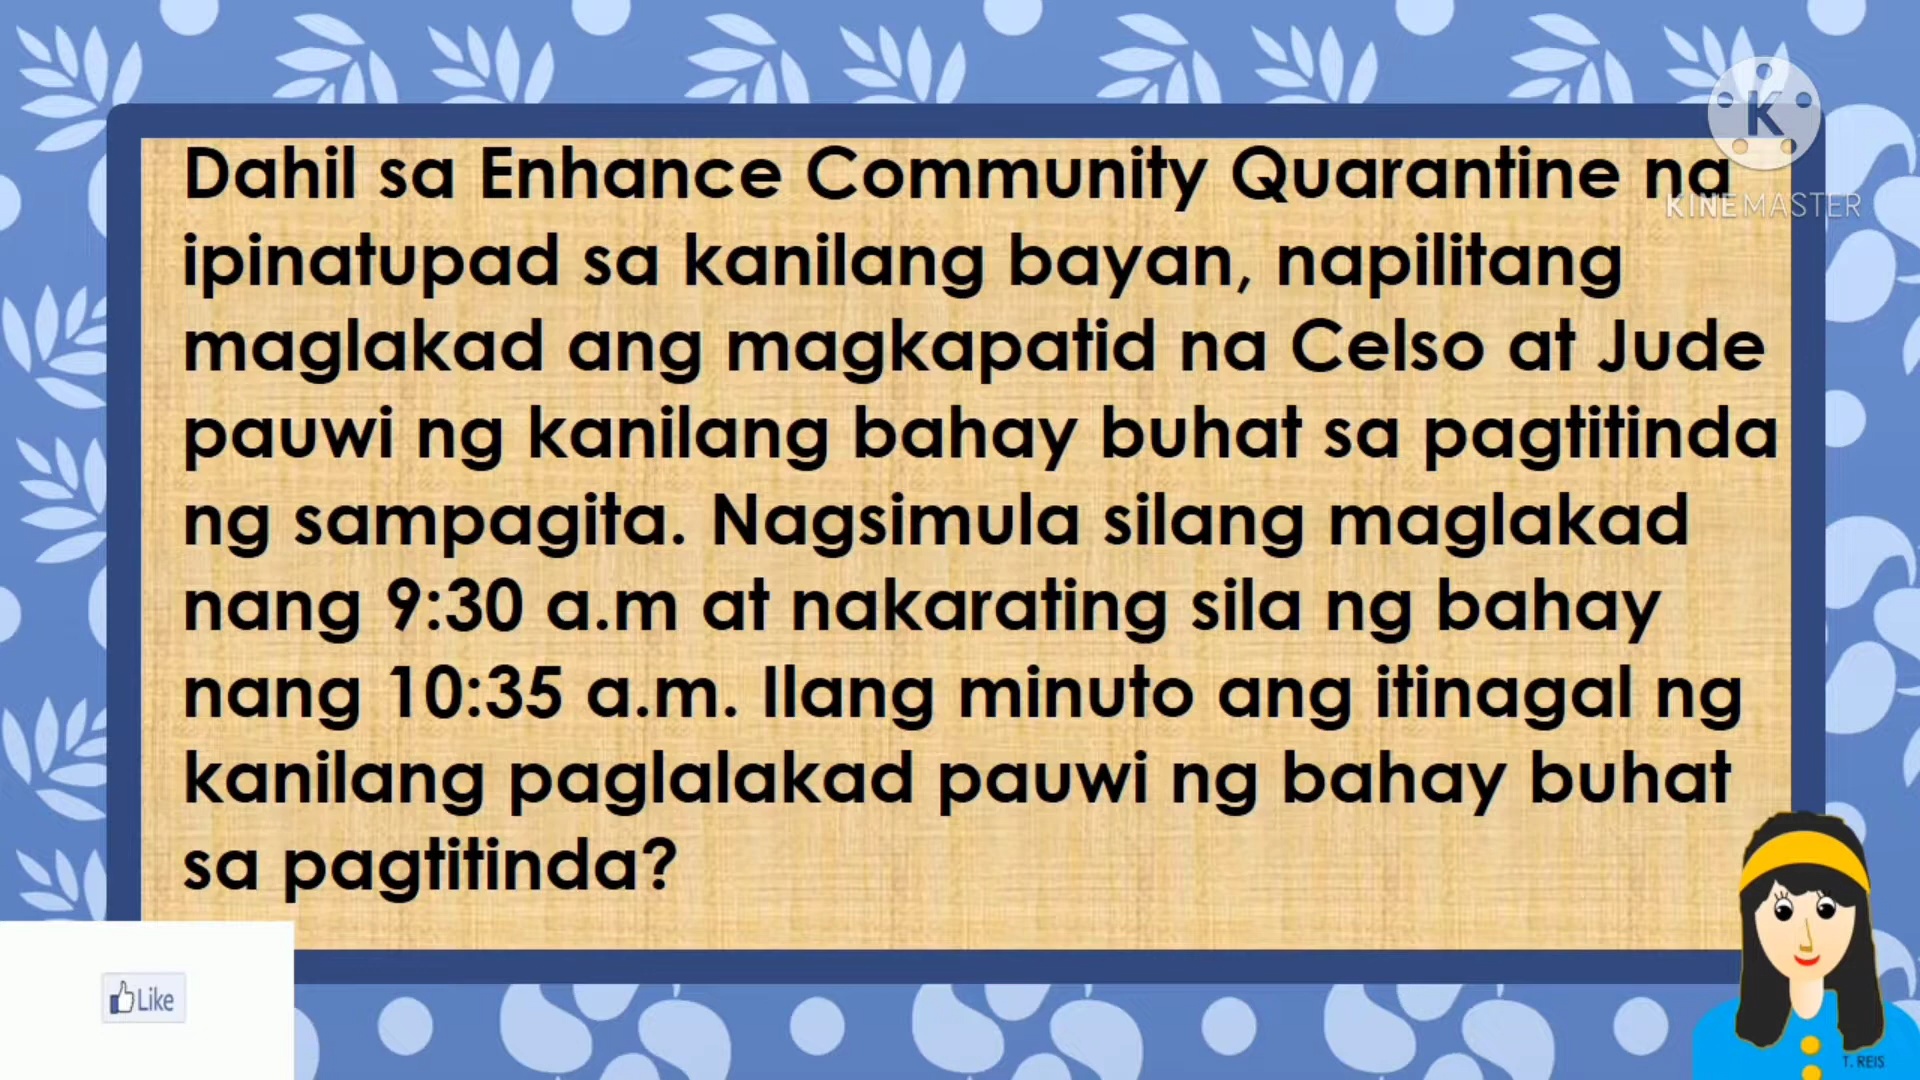 Dahil sa Enhance Community Quarantine na
ipinatupad sa kanilang bayan, napilitang
maglakad ang magkapatid na Celso at Jude
pauwi ng kanilang bahay buhat sa pagtitinda
ng sampagita. Nagsimula silang maglakad
nang 9:30 a.m at nakarating sila ng bahay
nang 10:35 a.m. Ilang minuto ang itinagal ng
kanilang paglalakad pauwi ng bahay buhat
sa pagtitinda?
K
KINEMASTER
Like
T. REIS